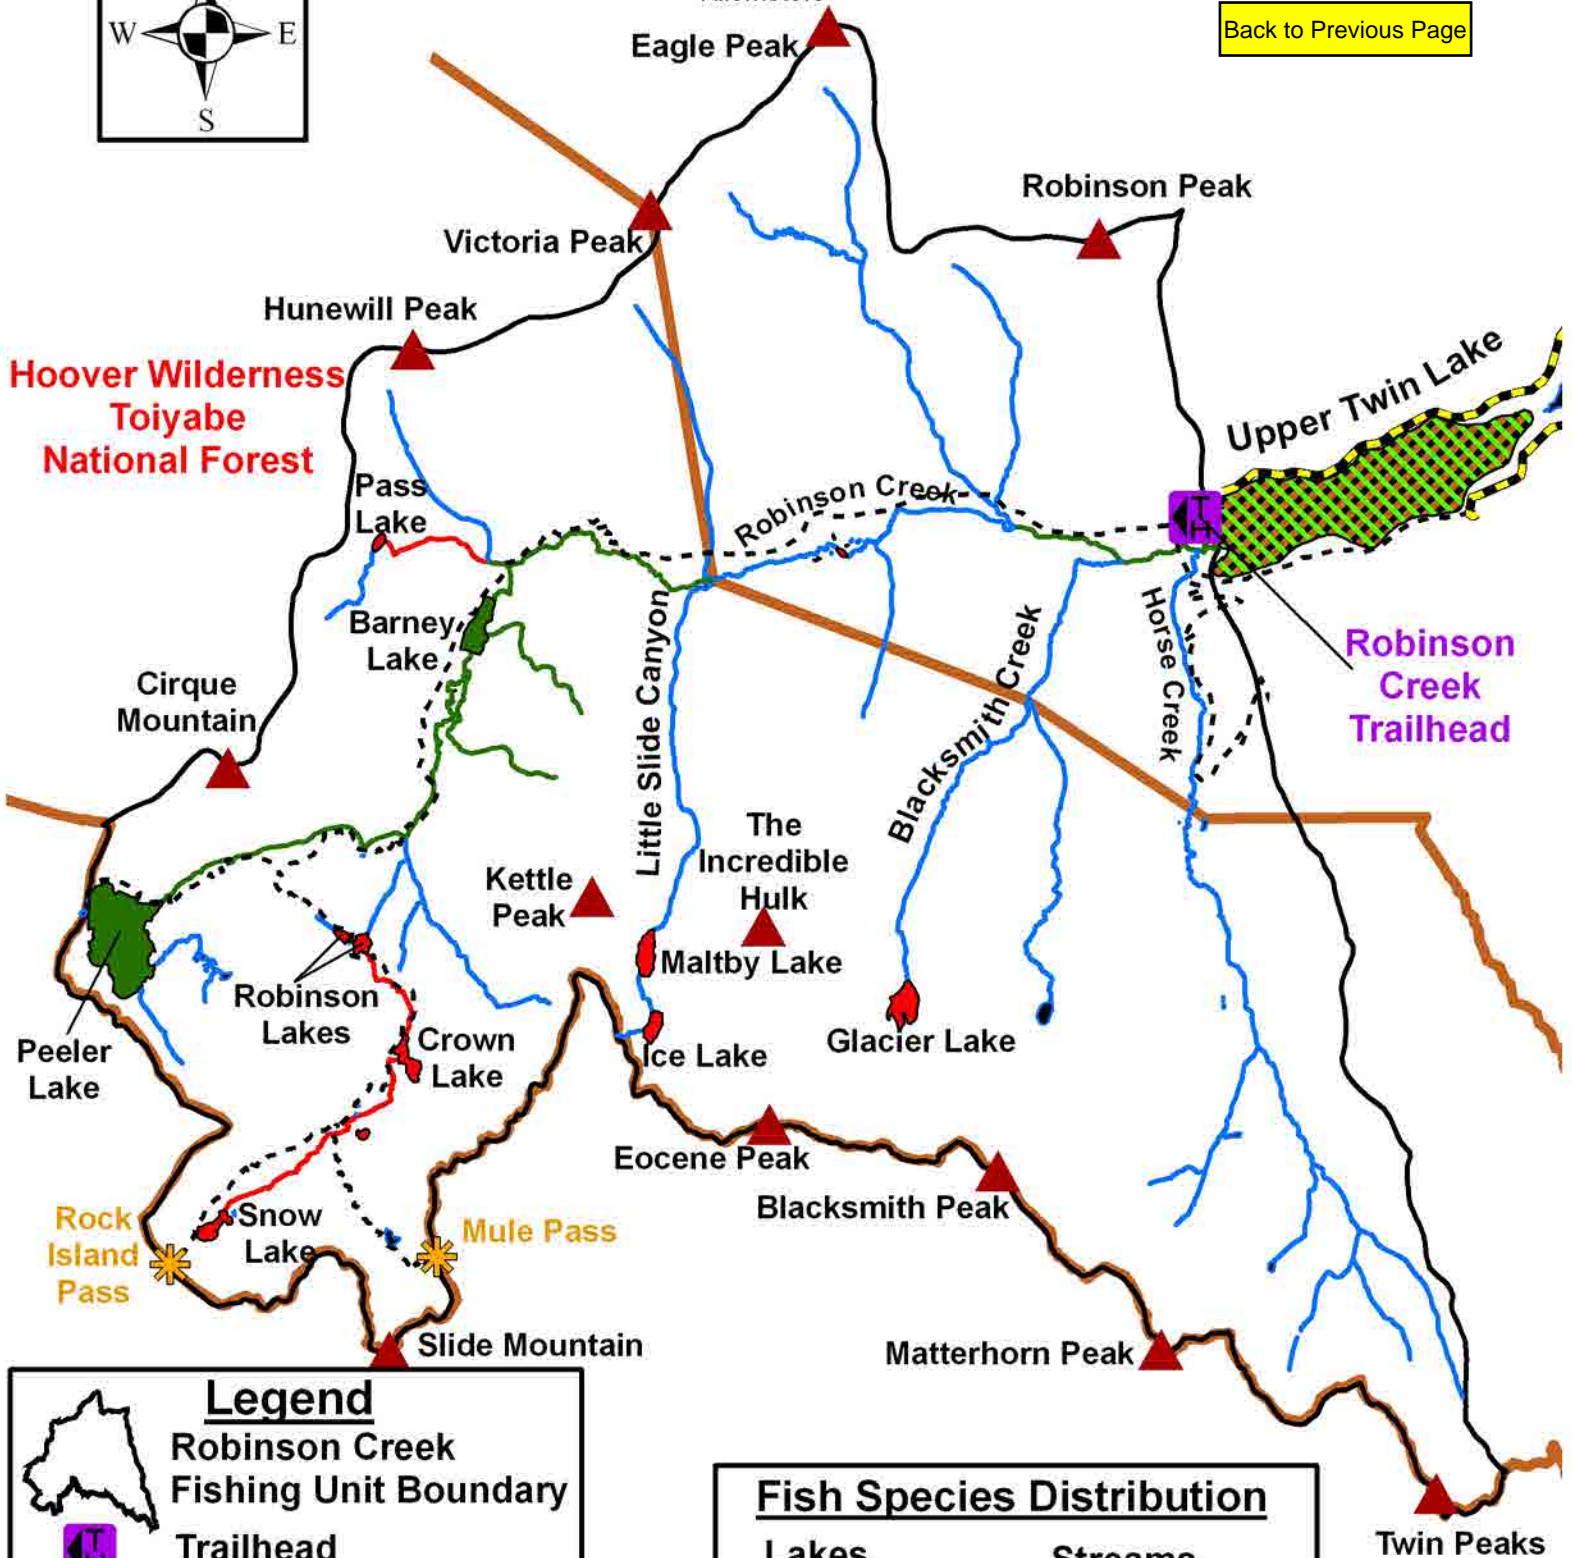 W E
S
Eagle Peak
Back to Previous Page
Robinson Peak
Victoria Peak
Hunewill Peak
Hoover Wilderness
Toiyabe
National Forest
Upper Twin Lake
Pass
Lake
Robinson Creek
T
H
Barney
Lake
Robinson
Creek
Trailhead
Cirque
Mountain
Little Slide Canyon
Blacksmith Creek
Horse Creek
The
Incredible
Hulk
Kettle
Peak
Maltby Lake
Robinson
Lakes
Crown
Lake
Ice Lake
Glacier Lake
Peeler
Lake
Eocene Peak
Blacksmith Peak
Rock
Island
Pass
Snow
Lake
Mule Pass
Slide Mountain
Matterhorn Peak
Legend
Robinson Creek
Fishing Unit Boundary
T
Trailhead
Fish Species Distribution
Lakes
Streams
Twin Peaks